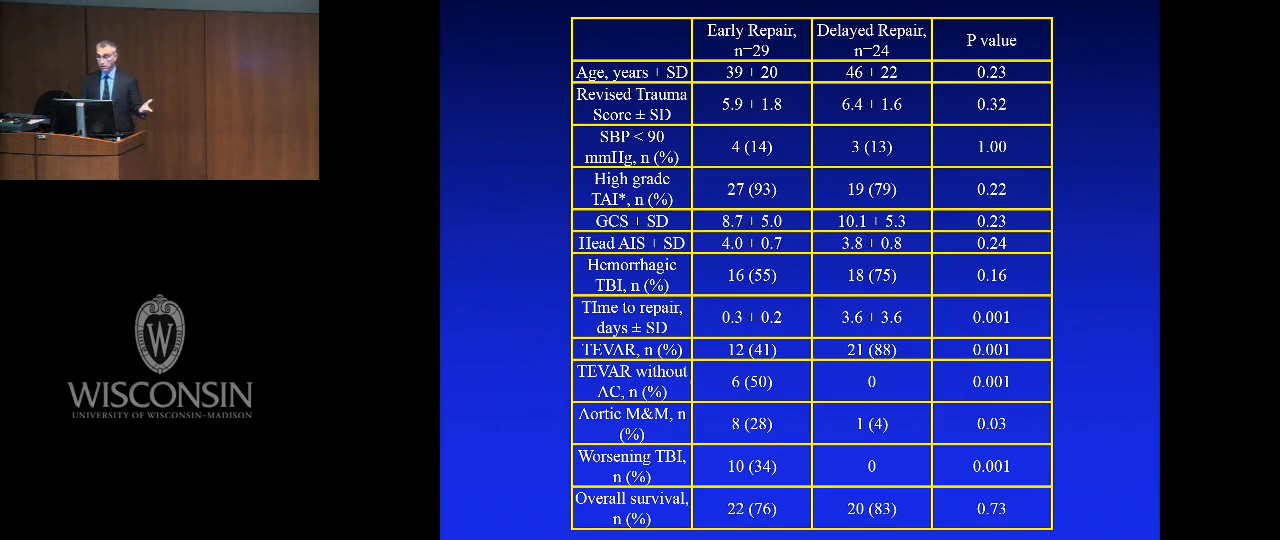 Early Repair, n=29
Delayed Repair, n=24
P value
Age, years ± SD
39 ± 20
46 ± 22
0.23
Revised Trauma
Score ± SD
5.9 ± 1.8
6.4 ± 1.6
0.32
SBP < 90
mmHg, n (%)
4 (14)
3 (13)
1.00
High grade
TAI*, n (%)
27 (93)
19 (79)
0.22
GCS ± SD
8.7 ± 5.0
10.1 ± 5.3
0.23
Head AIS ± SD
4.0 ± 0.7
3.8 ± 0.8
0.24
Hemorrhagic
TBI, n (%)
16 (55)
18 (75)
0.16
TIme to repair,
days ± SD
0.3 ± 0.2
3.6 ± 3.6
0.001
TEVAR, n (%)
12 (41)
21 (88)
0.001
TEVAR without
AC, n (%)
6 (50)
0
0.001
Aortic M&M, n
(%)
8 (28)
1 (4)
0.03
Worsening TBI,
n (%)
10 (34)
0
0.001
Overall survival,
n (%)
22 (76)
20 (83)
0.73
W
WISCONSIN
UNIVERSITY OF WISCONSIN–MADISON